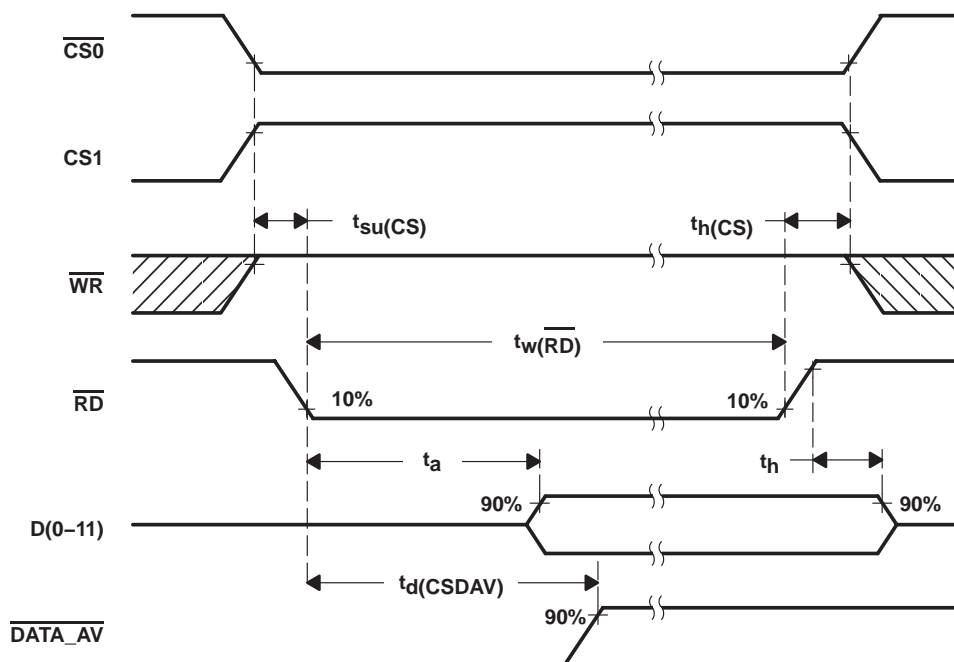 CS0
CS1
tsu(CS)
th(CS)
WR
tw(RD)
RD
10%
10%
ta
th
90%
90%
D(0–11)
td(CSDAV)
90%
DATA_AV